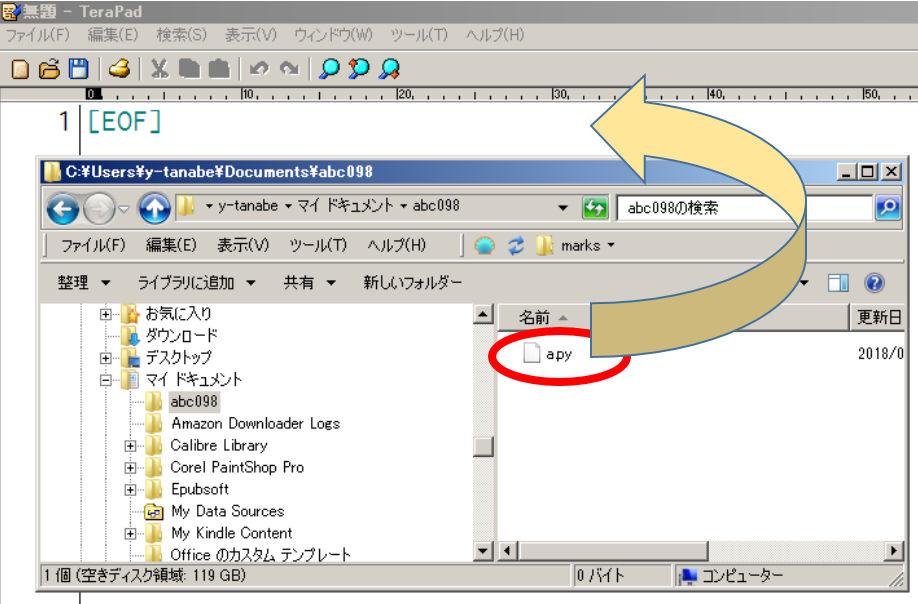 無題 - TeraPad
ファイル(F) 編集(E) 検索(S) 表示(V) ウィンドウ(W) ツール(T) ヘルプ(H)
0 10 20 30 40 50
1 [EOF]
C:¥Users¥y-tanabe¥Documents¥abc098
y-tanabe マイ ドキュメント abc098 abc098の検索
ファイル(F) 編集(E) 表示(V) ツール(T) ヘルプ(H) marks
整理 ライブラリに追加 共有 新しいフォルダー
お気に入り
ダウンロード
デスクトップ
マイ ドキュメント
abc098
Amazon Downloader Logs
Calibre Library
Corel PaintShop Pro
Epubsoft
My Data Sources
My Kindle Content
Office のカスタム テンプレート
名前 更新日
a.py 2018/0
1 個 (空きディスク領域: 119 GB) 0 バイト コンピューター